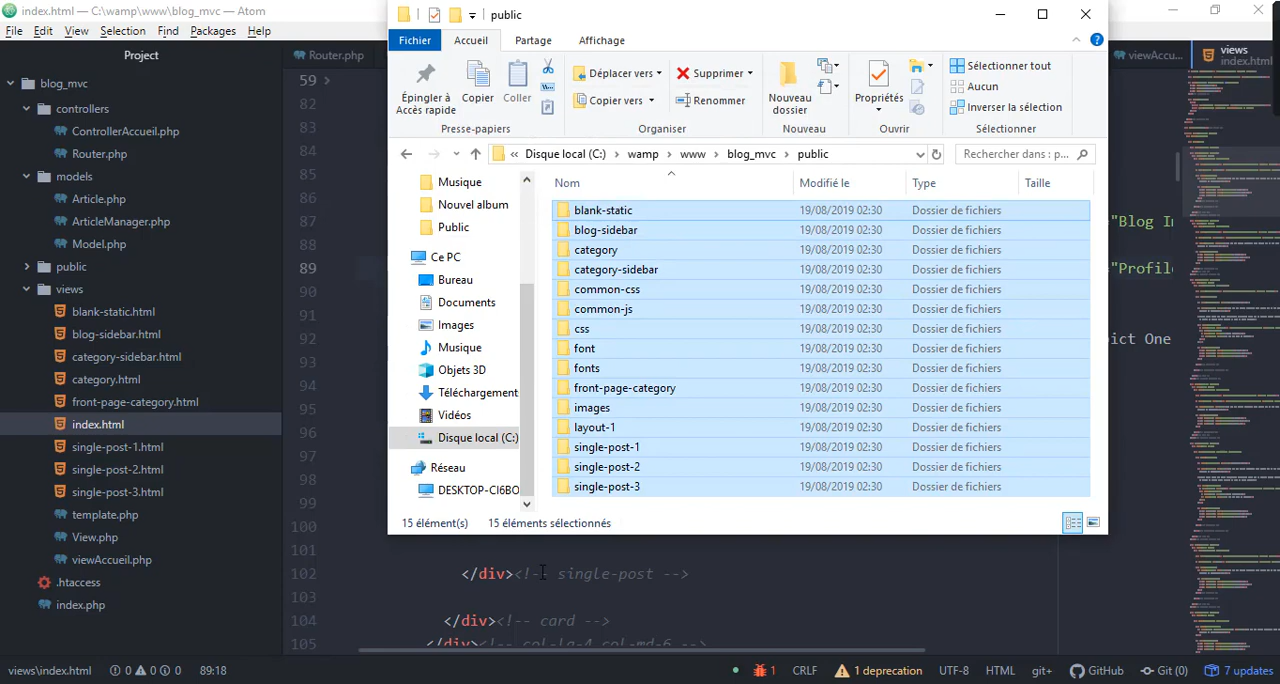 index.html — C:\wamp\www\blog_mvc — Atom
File Edit View Selection Find Packages Help
Project
blog_mvc
controllers
ControllerAccueil.php
Router.php
models
Article.php
ArticleManager.php
Model.php
public
views
blank-static.html
blog-sidebar.html
category-sidebar.html
category.html
front-page-category.html
index.html
single-post-1.html
single-post-2.html
single-post-3.html
template.php
View.php
viewAccueil.php
.htaccess
index.php
Router.php
viewAccu...
views
index.html
59
82
83
84
85
86
87
88
89
90
91
92
93
94
95
96
97
98
99
100
101
102
103
104
105
="Blog In
="Profile
pict One
</div><!-- single-post -->
</div><!-- card -->
</div><!-- col-lg-4 col-md-6 -->
public
Fichier Accueil Partage Affichage
Épingler à
Accès rapide
Copier
Coller
Presse-papiers
Déplacer vers
Copier vers
Supprimer
Renommer
Organiser
Nouveau
dossier
Nouveau
Propriétés
Ouvrir
Sélectionner tout
Aucun
Inverser la sélection
Sélectionner
« Disque local (C:) > wamp > www > blog_mvc > public
Rechercher dans : p...
Musique
Nouvel album
Public
Ce PC
Bureau
Documents
Images
Musique
Objets 3D
Téléchargement
Vidéos
Disque local (C:)
Réseau
DESKTOP-CI6BO
Nom Modifié le Type Taille
blank-static 19/08/2019 02:30 Dossier de fichiers
blog-sidebar 19/08/2019 02:30 Dossier de fichiers
category 19/08/2019 02:30 Dossier de fichiers
category-sidebar 19/08/2019 02:30 Dossier de fichiers
common-css 19/08/2019 02:30 Dossier de fichiers
common-js 19/08/2019 02:30 Dossier de fichiers
css 19/08/2019 02:30 Dossier de fichiers
font 19/08/2019 02:30 Dossier de fichiers
fonts 19/08/2019 02:30 Dossier de fichiers
front-page-category 19/08/2019 02:30 Dossier de fichiers
images 19/08/2019 02:30 Dossier de fichiers
layout-1 19/08/2019 02:30 Dossier de fichiers
single-post-1 19/08/2019 02:30 Dossier de fichiers
single-post-2 19/08/2019 02:30 Dossier de fichiers
single-post-3 19/08/2019 02:30 Dossier de fichiers
15 élément(s) 15 éléments sélectionnés
views\index.html 0 0 0 89:18 1 CRLF 1 deprecation UTF-8 HTML git+ GitHub Git (0) 7 updates